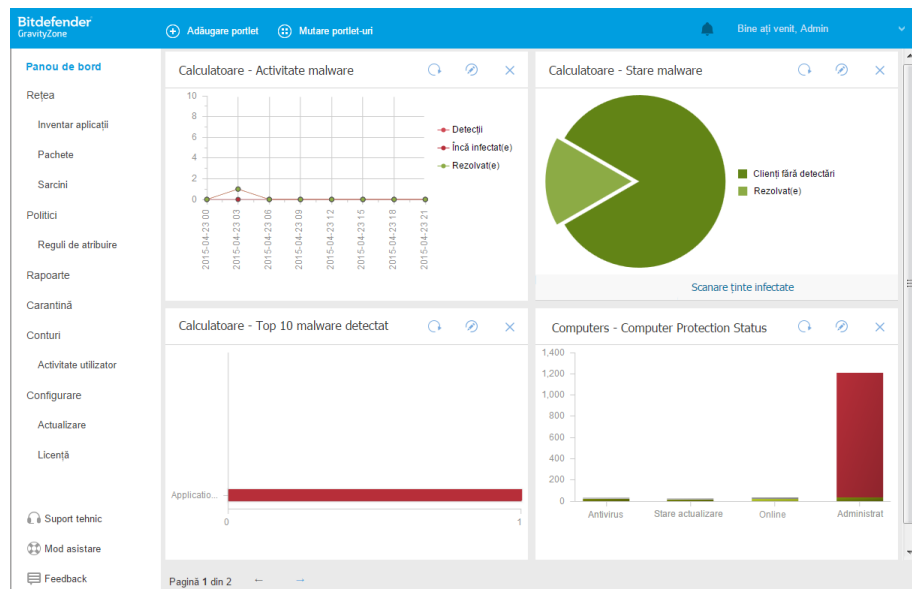 Bitdefender
GravityZone
Adăugare portlet
Mutare portlet-uri
Bine ați venit, Admin
Panou de bord
Rețea
Inventar aplicații
Pachete
Sarcini
Politici
Reguli de atribuire
Rapoarte
Carantină
Conturi
Activitate utilizator
Configurare
Actualizare
Licență
Suport tehnic
Mod asistare
Feedback
Calculatoare - Activitate malware
10
8
6
4
2
0
2015-04-23 00
2015-04-23 03
2015-04-23 06
2015-04-23 09
2015-04-23 12
2015-04-23 15
2015-04-23 18
2015-04-23 21
Detecții
Încă infectat(e)
Rezolvat(e)
Calculatoare - Stare malware
Clienți fără detectări
Rezolvat(e)
Scanare ținte infectate
Calculatoare - Top 10 malware detectat
Applicatio...
0
1
Computers - Computer Protection Status
1,400
1,200
1,000
800
600
400
200
0
Antivirus
Stare actualizare
Online
Administrat
Pagină 1 din 2